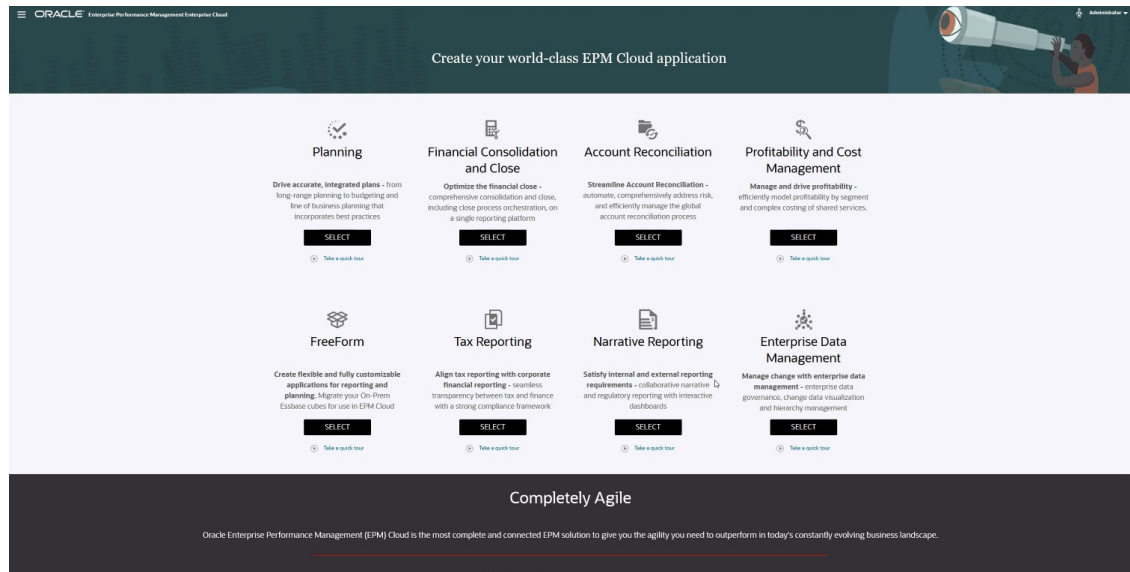 ORACLE Enterprise Performance Management Enterprise Cloud
Administrator
Create your world-class EPM Cloud application
Planning
Drive accurate, integrated plans - from
long-range planning to budgeting and
line of business planning that
incorporates best practices
SELECT
Take a quick tour
Financial Consolidation
and Close
Optimize the financial close -
comprehensive consolidation and close,
including close process orchestration, on
a single reporting platform
SELECT
Take a quick tour
Account Reconciliation
Streamline Account Reconciliation -
automate, comprehensively address risk,
and efficiently manage the global
account reconciliation process
SELECT
Take a quick tour
Profitability and Cost
Management
Manage and drive profitability -
efficiently model profitability by segment
and complex costing of shared services.
SELECT
Take a quick tour
FreeForm
Create flexible and fully customizable
applications for reporting and
planning. Migrate your On-Prem
Essbase cubes for use in EPM Cloud
SELECT
Take a quick tour
Tax Reporting
Align tax reporting with corporate
financial reporting - seamless
transparency between tax and finance
with a strong compliance framework
SELECT
Take a quick tour
Narrative Reporting
Satisfy internal and external reporting
requirements - collaborative narrative
and regulatory reporting with interactive
dashboards
SELECT
Take a quick tour
Enterprise Data
Management
Manage change with enterprise data
management - enterprise data
governance, change data visualization
and hierarchy management
SELECT
Take a quick tour
Completely Agile
Oracle Enterprise Performance Management (EPM) Cloud is the most complete and connected EPM solution to give you the agility you need to outperform in today's constantly evolving business landscape.